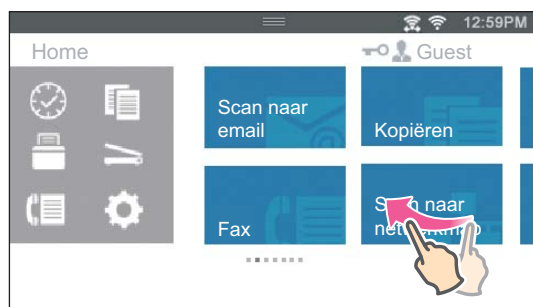 12:59PM
Home
Guest
Scan naar
email
Kopiëren
Fax
naar